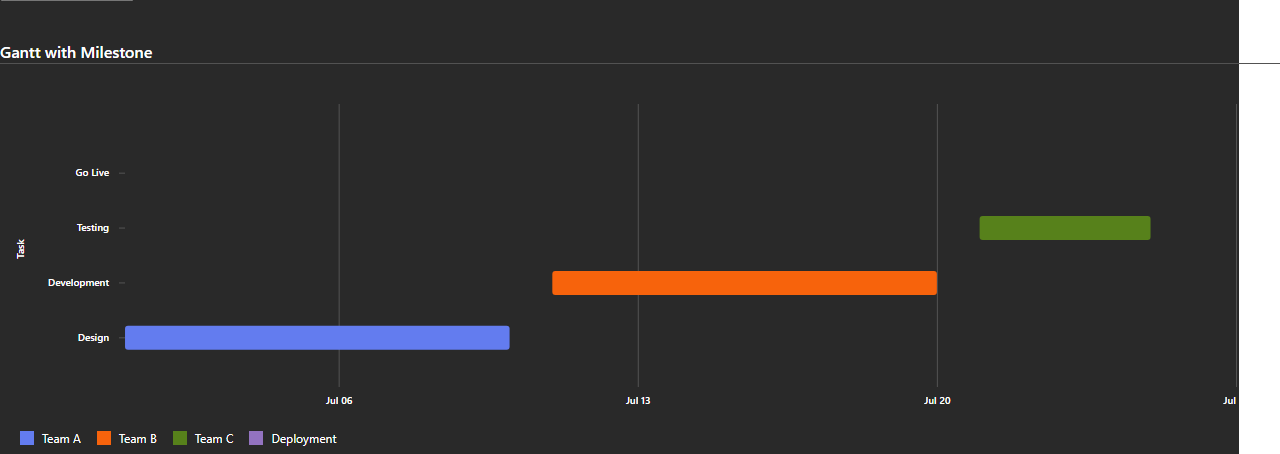 Gantt with Milestone
Go Live
Testing
Development
Design
Task
Jul 06
Jul 13
Jul 20
Jul
Team A
Team B
Team C
Deployment